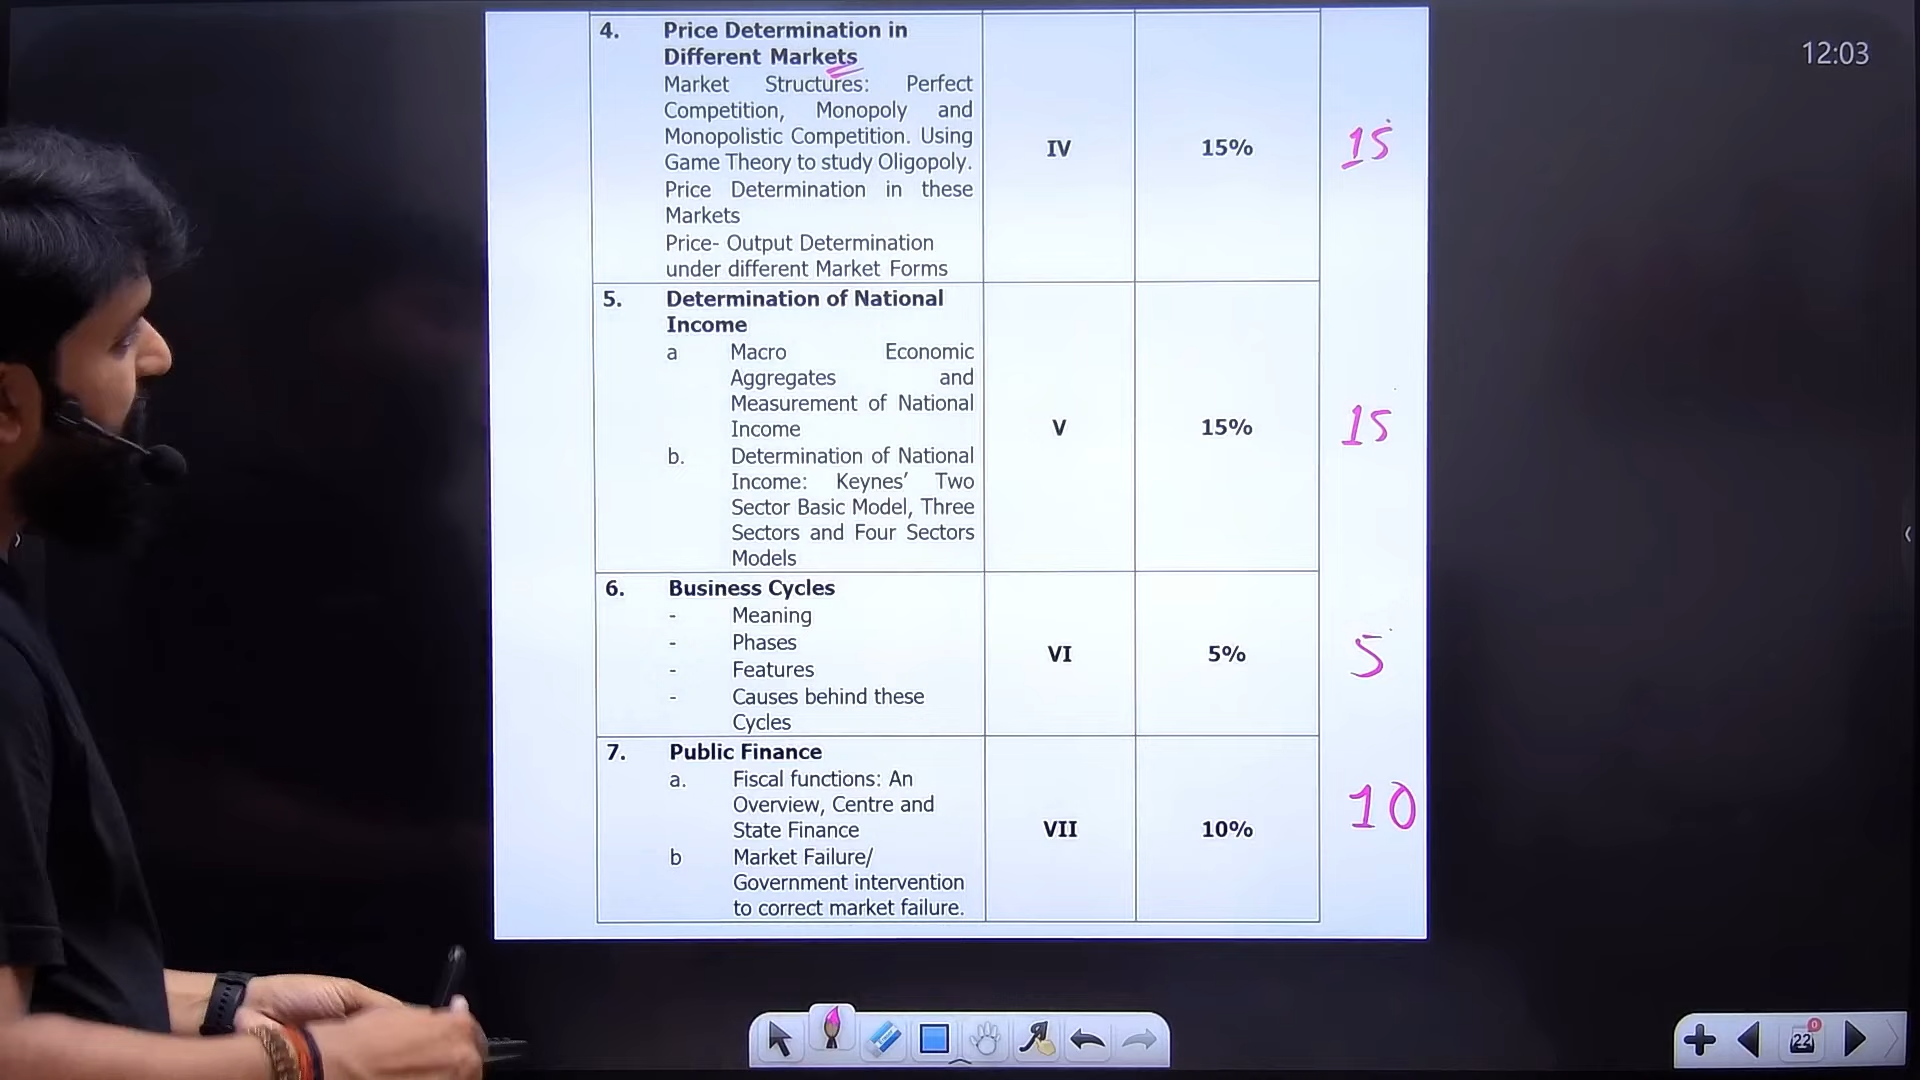 12:03
4. Price Determination in
Different Markets
Market Structures: Perfect
Competition, Monopoly and
Monopolistic Competition. Using
Game Theory to study Oligopoly.
Price Determination in these
Markets
Price- Output Determination
under different Market Forms
IV
15%
15
5. Determination of National
Income
a Macro Economic
Aggregates and
Measurement of National
Income
b. Determination of National
Income: Keynes’ Two
Sector Basic Model, Three
Sectors and Four Sectors
Models
V
15%
15
6. Business Cycles
- Meaning
- Phases
- Features
- Causes behind these
Cycles
VI
5%
5
7. Public Finance
a. Fiscal functions: An
Overview, Centre and
State Finance
b Market Failure/
Government intervention
to correct market failure.
VII
10%
10
22
0